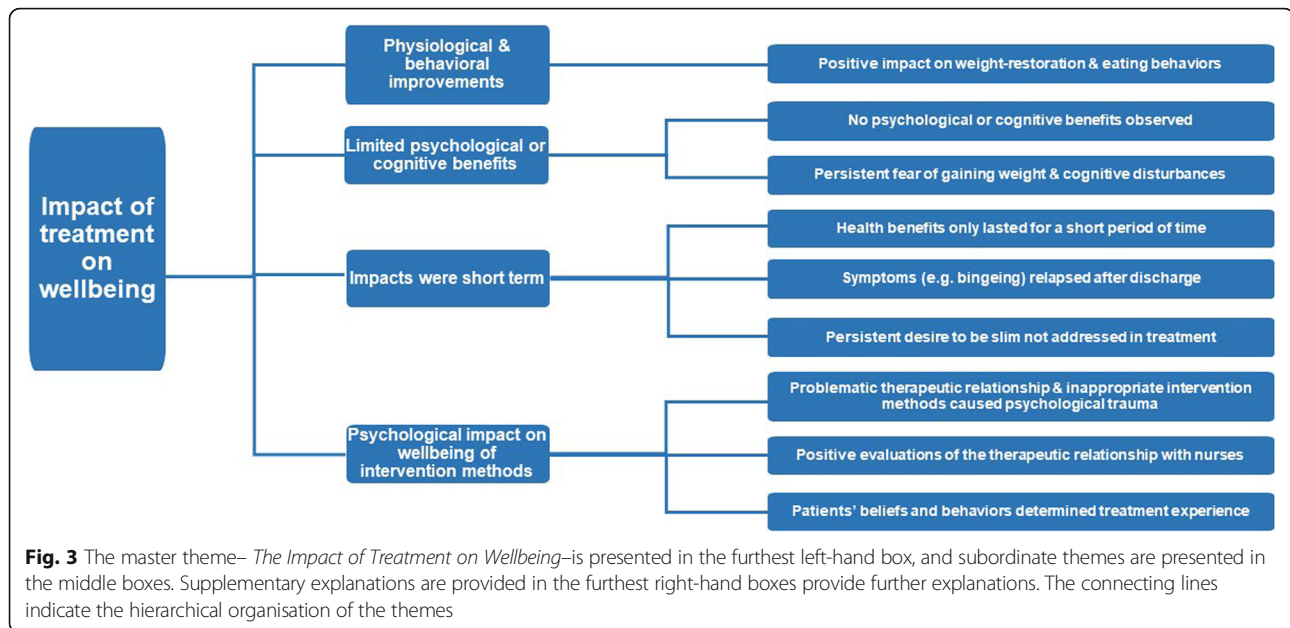 Impact of
treatment
on
wellbeing
Physiological &
behavioral
improvements
Positive impact on weight-restoration & eating behaviors
Limited psychological or
cognitive benefits
No psychological or cognitive benefits observed
Persistent fear of gaining weight & cognitive disturbances
Impacts were short term
Health benefits only lasted for a short period of time
Symptoms (e.g. bingeing) relapsed after discharge
Persistent desire to be slim not addressed in treatment
Psychological impact on
wellbeing of
intervention methods
Problematic therapeutic relationship & inappropriate intervention
methods caused psychological trauma
Positive evaluations of the therapeutic relationship with nurses
Patients’ beliefs and behaviors determined treatment experience
Fig. 3 The master theme– The Impact of Treatment on Wellbeing–is presented in the furthest left-hand box, and subordinate themes are presented in
the middle boxes. Supplementary explanations are provided in the furthest right-hand boxes provide further explanations. The connecting lines
indicate the hierarchical organisation of the themes